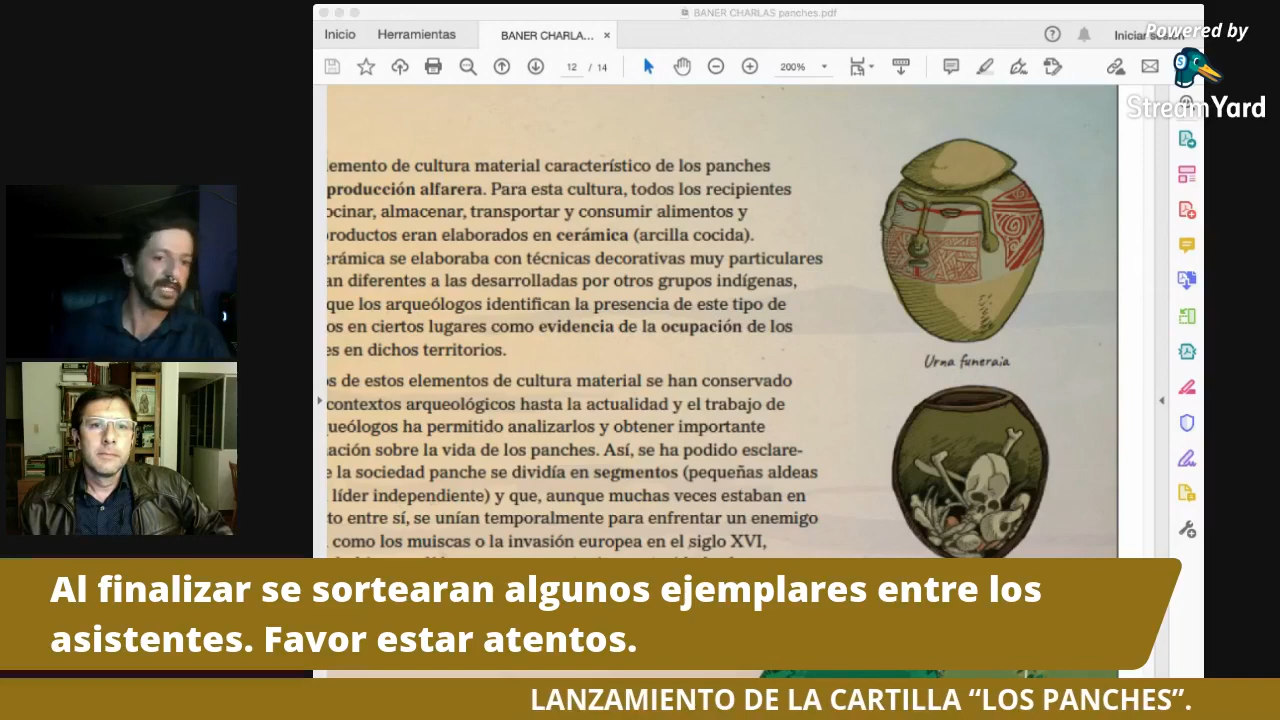 BANER CHARLAS panches.pdf
Inicio
Herramientas
BANER CHARLA...
Iniciar sesión
Powered by
StreamYard
12 / 14
200%
lemento de cultura material característico de los panches
producción alfarera. Para esta cultura, todos los recipientes
ocinar, almacenar, transportar y consumir alimentos y
productos eran elaborados en cerámica (arcilla cocida).
erámica se elaboraba con técnicas decorativas muy particulares
an diferentes a las desarrolladas por otros grupos indígenas,
que los arqueólogos identifican la presencia de este tipo de
os en ciertos lugares como evidencia de la ocupación de los
es en dichos territorios.
Urna funeraia
os de estos elementos de cultura material se han conservado
contextos arqueológicos hasta la actualidad y el trabajo de
ueólogos ha permitido analizarlos y obtener importante
ación sobre la vida de los panches. Así, se ha podido esclare-
e la sociedad panche se dividía en segmentos (pequeñas aldeas
líder independiente) y que, aunque muchas veces estaban en
to entre sí, se unían temporalmente para enfrentar un enemigo
como los muiscas o la invasión europea en el siglo XVI,
Al finalizar se sortearan algunos ejemplares entre los
asistentes. Favor estar atentos.
LANZAMIENTO DE LA CARTILLA “LOS PANCHES”.